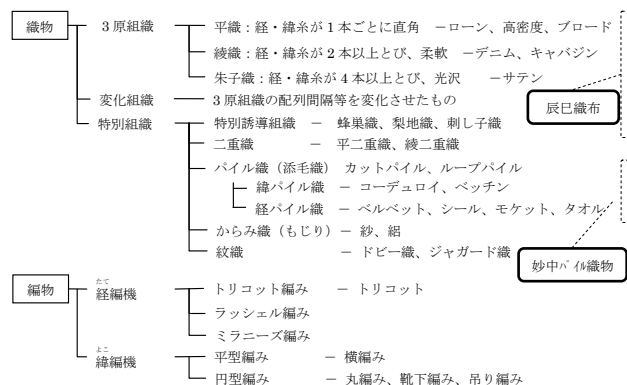 織物
3 原組織
平織：経・緯糸が 1 本ごとに直角 －ローン、高密度、ブロード
綾織：経・緯糸が 2 本以上とび、柔軟 －デニム、キャバジン
朱子織：経・緯糸が 4 本以上とび、光沢 －サテン
変化組織
3 原組織の配列間隔等を変化させたもの
辰巳織布
特別組織
特別誘導組織 － 蜂巣織、梨地織、刺し子織
二重織 － 平二重織、綾二重織
パイル織（添毛織） カットパイル、ループパイル
緯パイル織 － コーデュロイ、ベッチン
経パイル織 － ベルベット、シール、モケット、タオル
からみ織（もじり）－ 紗、絽
紋織 － ドビー織、ジャガード織
妙中ﾊﾟｲﾙ織物
編物
たて
経編機
トリコット編み － トリコット
ラッシェル編み
ミラニーズ編み
よこ
緯編機
平型編み － 横編み
円型編み － 丸編み、靴下編み、吊り編み